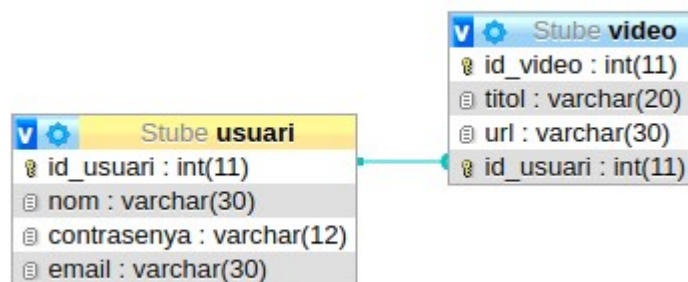 Stube video
id_video : int(11)
titol : varchar(20)
url : varchar(30)
id_usuari : int(11)
v Stube usuari
id_usuari : int(11)
nom : varchar(30)
contrasenya : varchar(12)
email : varchar(30)